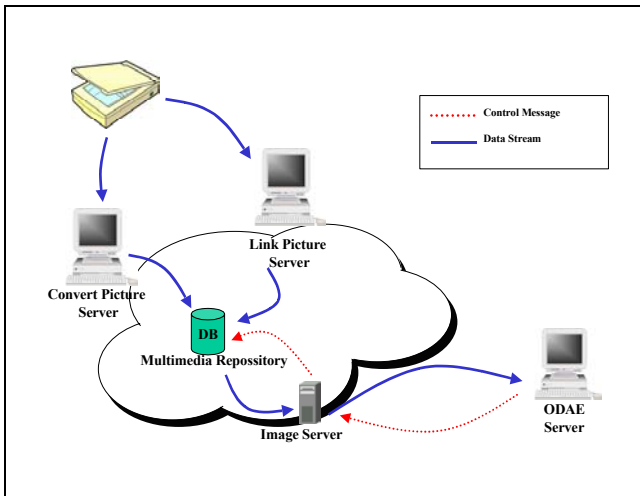 Control Message
Data Stream
Link Picture
Server
Convert Picture
Server
DB
Multimedia Repossitory
Image Server
ODAE
Server